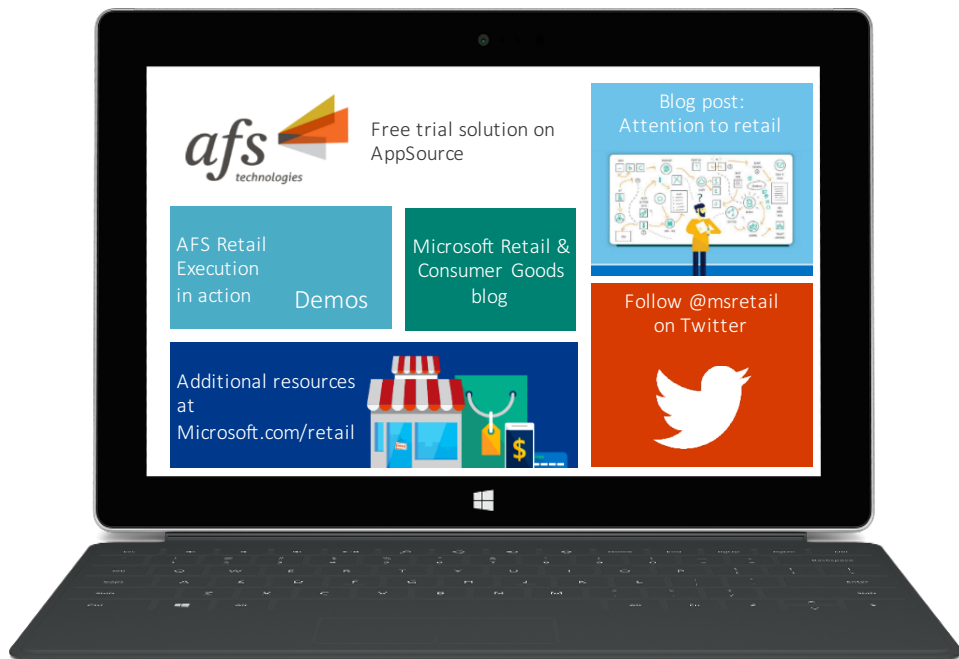 afs
technologies
Free trial solution on
AppSource
Blog post:
Attention to retail
AFS Retail
Execution
in action
Demos
Microsoft Retail &
Consumer Goods
blog
Follow @msretail
on Twitter
Additional resources
at
Microsoft.com/retail
$
Q W E R T Y U I O P
A S D F G H J K L
Z X C V B N M